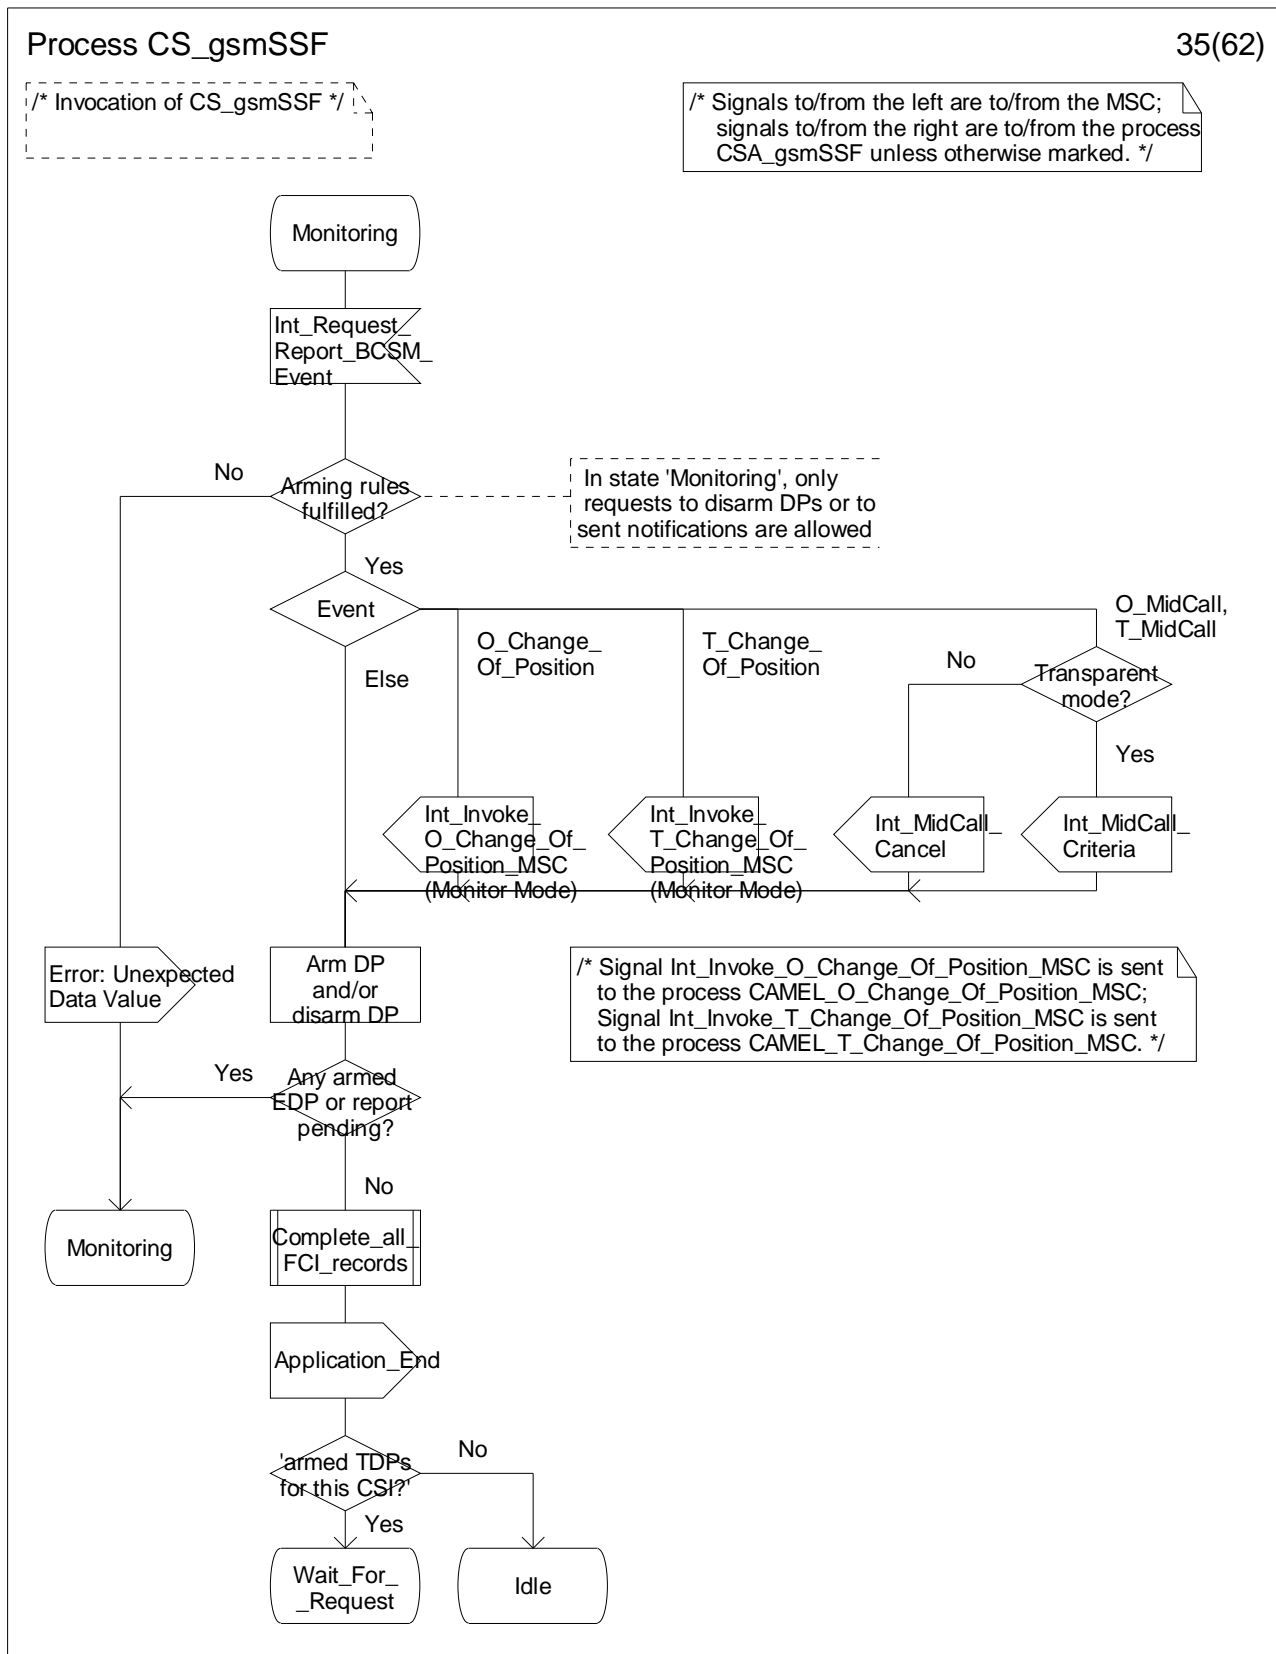 Process CS_gsmSSF
35(62)
/* Invocation of CS_gsmSSF */
/* Signals to/from the left are to/from the MSC;
signals to/from the right are to/from the process
CSA_gsmSSF unless otherwise marked. */
Monitoring
Int_Request_
Report_BCSM_
Event
No
Arming rules
fulfilled?
In state 'Monitoring', only
requests to disarm DPs or to
sent notifications are allowed
Yes
Event
O_Change_
Of_Position
T_Change_
Of_Position
O_MidCall,
T_MidCall
Else
No
Transparent
mode?
Yes
Int_Invoke_
O_Change_Of_
Position_MSC
(Monitor Mode)
Int_Invoke_
T_Change_Of_
Position_MSC
(Monitor Mode)
Int_MidCall_
Cancel
Int_MidCall_
Criteria
Error: Unexpected
Data Value
Arm DP
and/or
disarm DP
/* Signal Int_Invoke_O_Change_Of_Position_MSC is sent
to the process CAMEL_O_Change_Of_Position_MSC;
Signal Int_Invoke_T_Change_Of_Position_MSC is sent
to the process CAMEL_T_Change_Of_Position_MSC. */
Yes
Any armed
EDP or report
pending?
No
Monitoring
Complete_all_
FCI_records
Application_End
'armed TDPs
for this CSI?'
No
Yes
Wait_For_
_Request
Idle